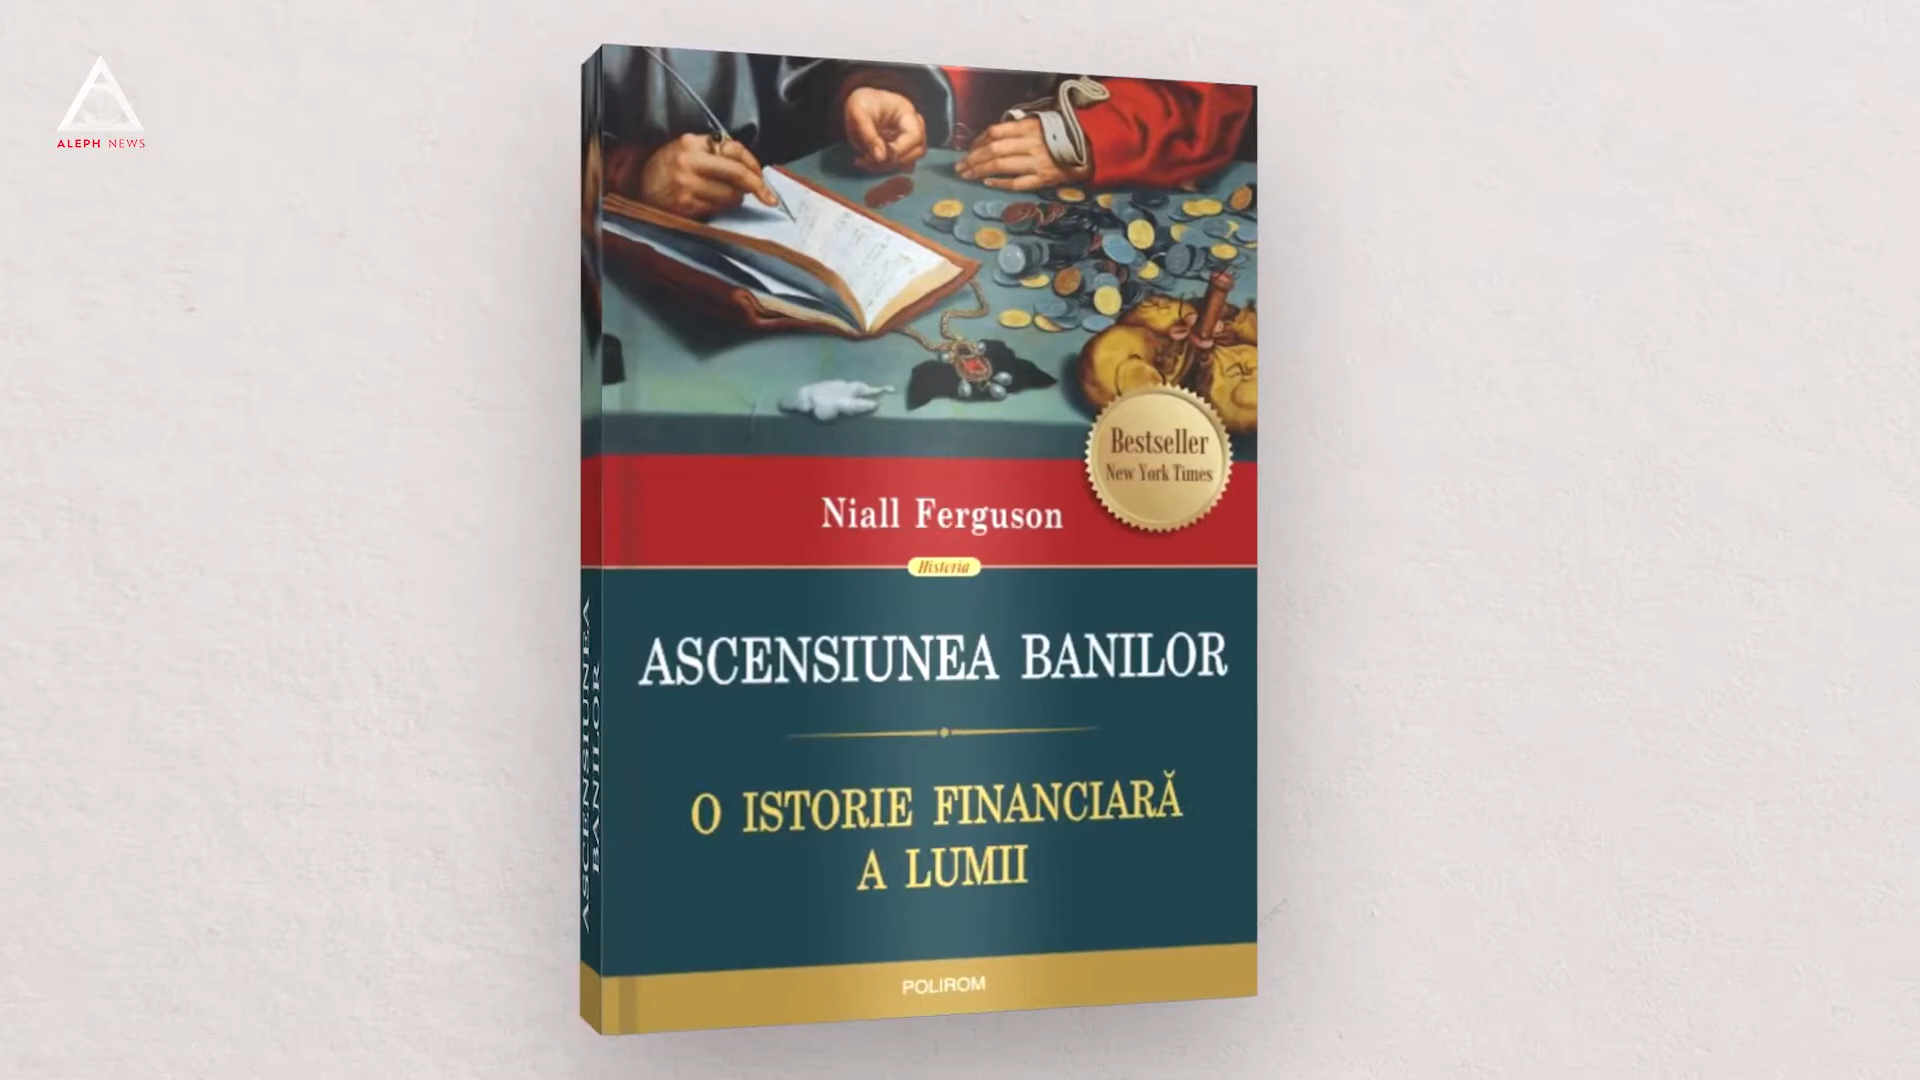 ALEPH NEWS
Bestseller
New York Times
Niall Ferguson
Historia
ASCENSIUNEA BANILOR
O ISTORIE FINANCIARĂ
A LUMII
POLIROM
ASCENSIUNEA
BANILOR